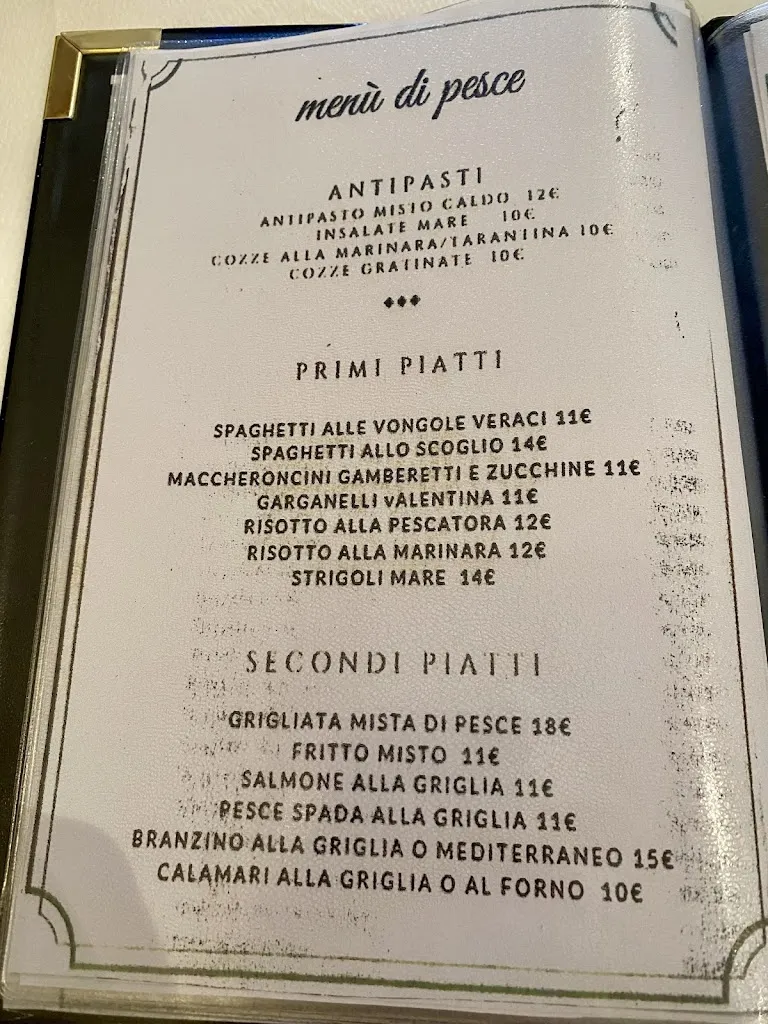 menù di pesce
ANTIPASTI
ANTIPASTO MISTO CALDO 12€
INSALATE MARE 10€
COZZE ALLA MARINARA/TARANTINA 10€
COZZE GRATINATE 10€
PRIMI PIATTI
SPAGHETTI ALLE VONGOLE VERACI 11€
SPAGHETTI ALLO SCOGLIO 14€
MACCHERONCINI GAMBERETTI E ZUCCHINE 11€
GARGANELLI vALENTINA 11€
RISOTTO ALLA PESCATORA 12€
RISOTTO ALLA MARINARA 12€
STRIGOLI MARE 14€
SECONDI PIATTI
GRIGLIATA MISTA DI PESCE 18€
FRITTO MISTO 11€
SALMONE ALLA GRIGLIA 11€
PESCE SPADA ALLA GRIGLIA 11€
BRANZINO ALLA GRIGLIA O MEDITERRANEO 15€
CALAMARI ALLA GRIGLIA O AL FORNO 10€